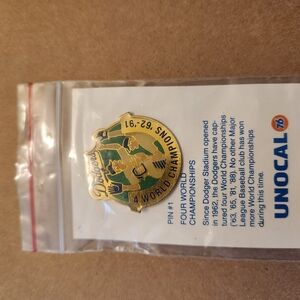 Dodgers
4 WORLD CHAMPIONS '62-'91
PIN #1
FOUR WORLD
CHAMPIONSHIPS
Since Dodger Stadium opened
in 1962, the Dodgers have cap-
tured four World Championships
('63, '65, '81, '88). No other Major
League Baseball club has won
more World Championships
during this time.
UNOCAL 76